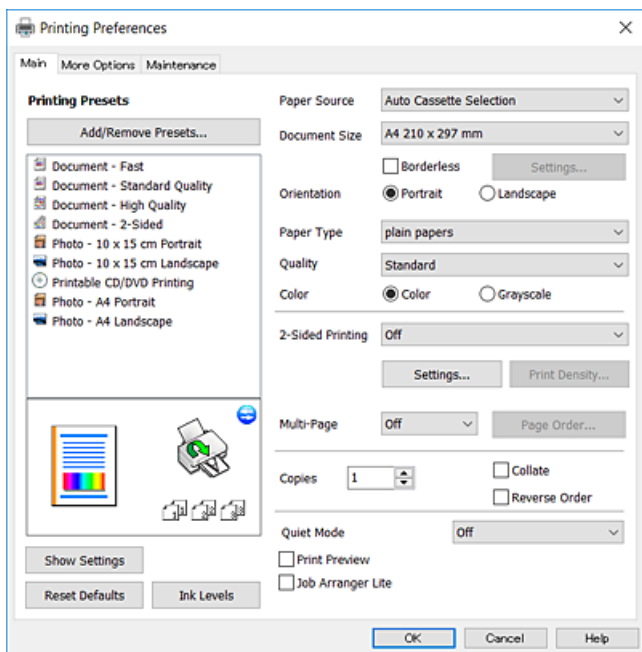 Printing Preferences
Main More Options Maintenance
Printing Presets
Add/Remove Presets...
Document - Fast
Document - Standard Quality
Document - High Quality
Document - 2-Sided
Photo - 10 x 15 cm Portrait
Photo - 10 x 15 cm Landscape
Printable CD/DVD Printing
Photo - A4 Portrait
Photo - A4 Landscape
Show Settings
Reset Defaults Ink Levels
Paper Source Auto Cassette Selection
Document Size A4 210 x 297 mm
Borderless Settings...
Orientation Portrait Landscape
Paper Type plain papers
Quality Standard
Color Color Grayscale
2-Sided Printing Off
Settings... Print Density...
Multi-Page Off Page Order...
Copies 1 Collate
Reverse Order
Quiet Mode Off
Print Preview
Job Arranger Lite
OK Cancel Help